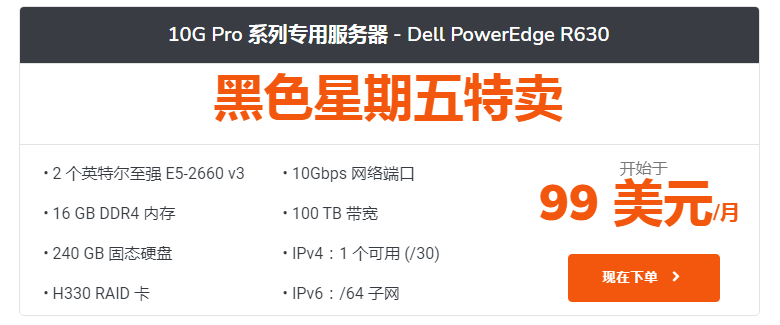 10G Pro 系列专用服务器 - Dell PowerEdge R630
黑色星期五特卖
• 2 个英特尔至强 E5-2660 v3
• 16 GB DDR4 内存
• 240 GB 固态硬盘
• H330 RAID 卡
• 10Gbps 网络端口
• 100 TB 带宽
• IPv4：1 个可用 (/30)
• IPv6：/64 子网
开始于
99 美元/月
现在下单